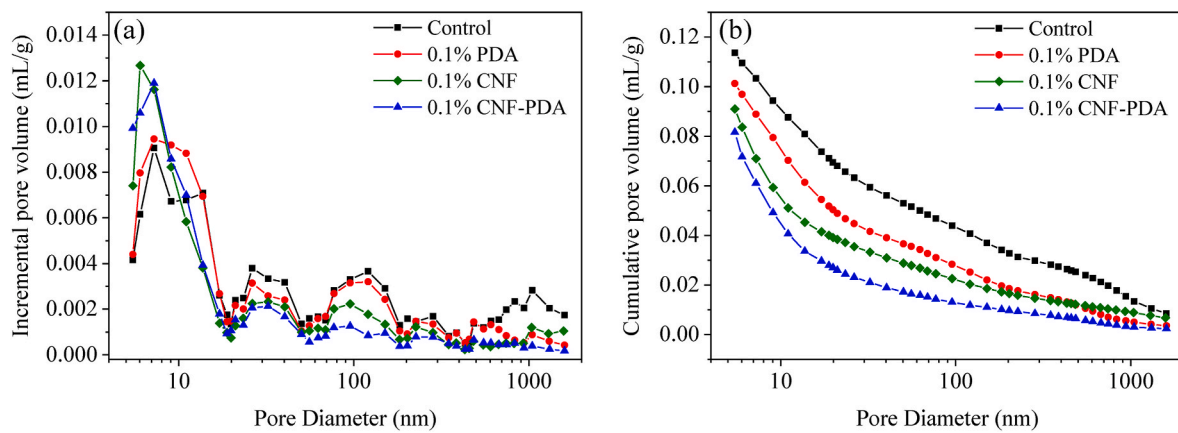 (a)
Control
0.1% PDA
0.1% CNF
0.1% CNF-PDA
0.014
0.012
0.010
0.008
0.006
0.004
0.002
0.000
Incremental pore volume (mL/g)
10
100
1000
Pore Diameter (nm)
(b)
Control
0.1% PDA
0.1% CNF
0.1% CNF-PDA
0.12
0.10
0.08
0.06
0.04
0.02
0.00
Cumulative pore volume (mL/g)
10
100
1000
Pore Diameter (nm)